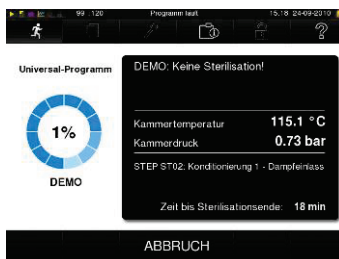 99 :120 Programm läuft 15:18 24-09-2010
?
Universal-Programm
DEMO: Keine Sterilisation!
Kammertemperatur 115.1 °C
1%
Kammerdruck 0.73 bar
STEP ST02: Konditionierung 1 - Dampfeinlass
DEMO
Zeit bis Sterilisationsende: 18 min
ABBRUCH